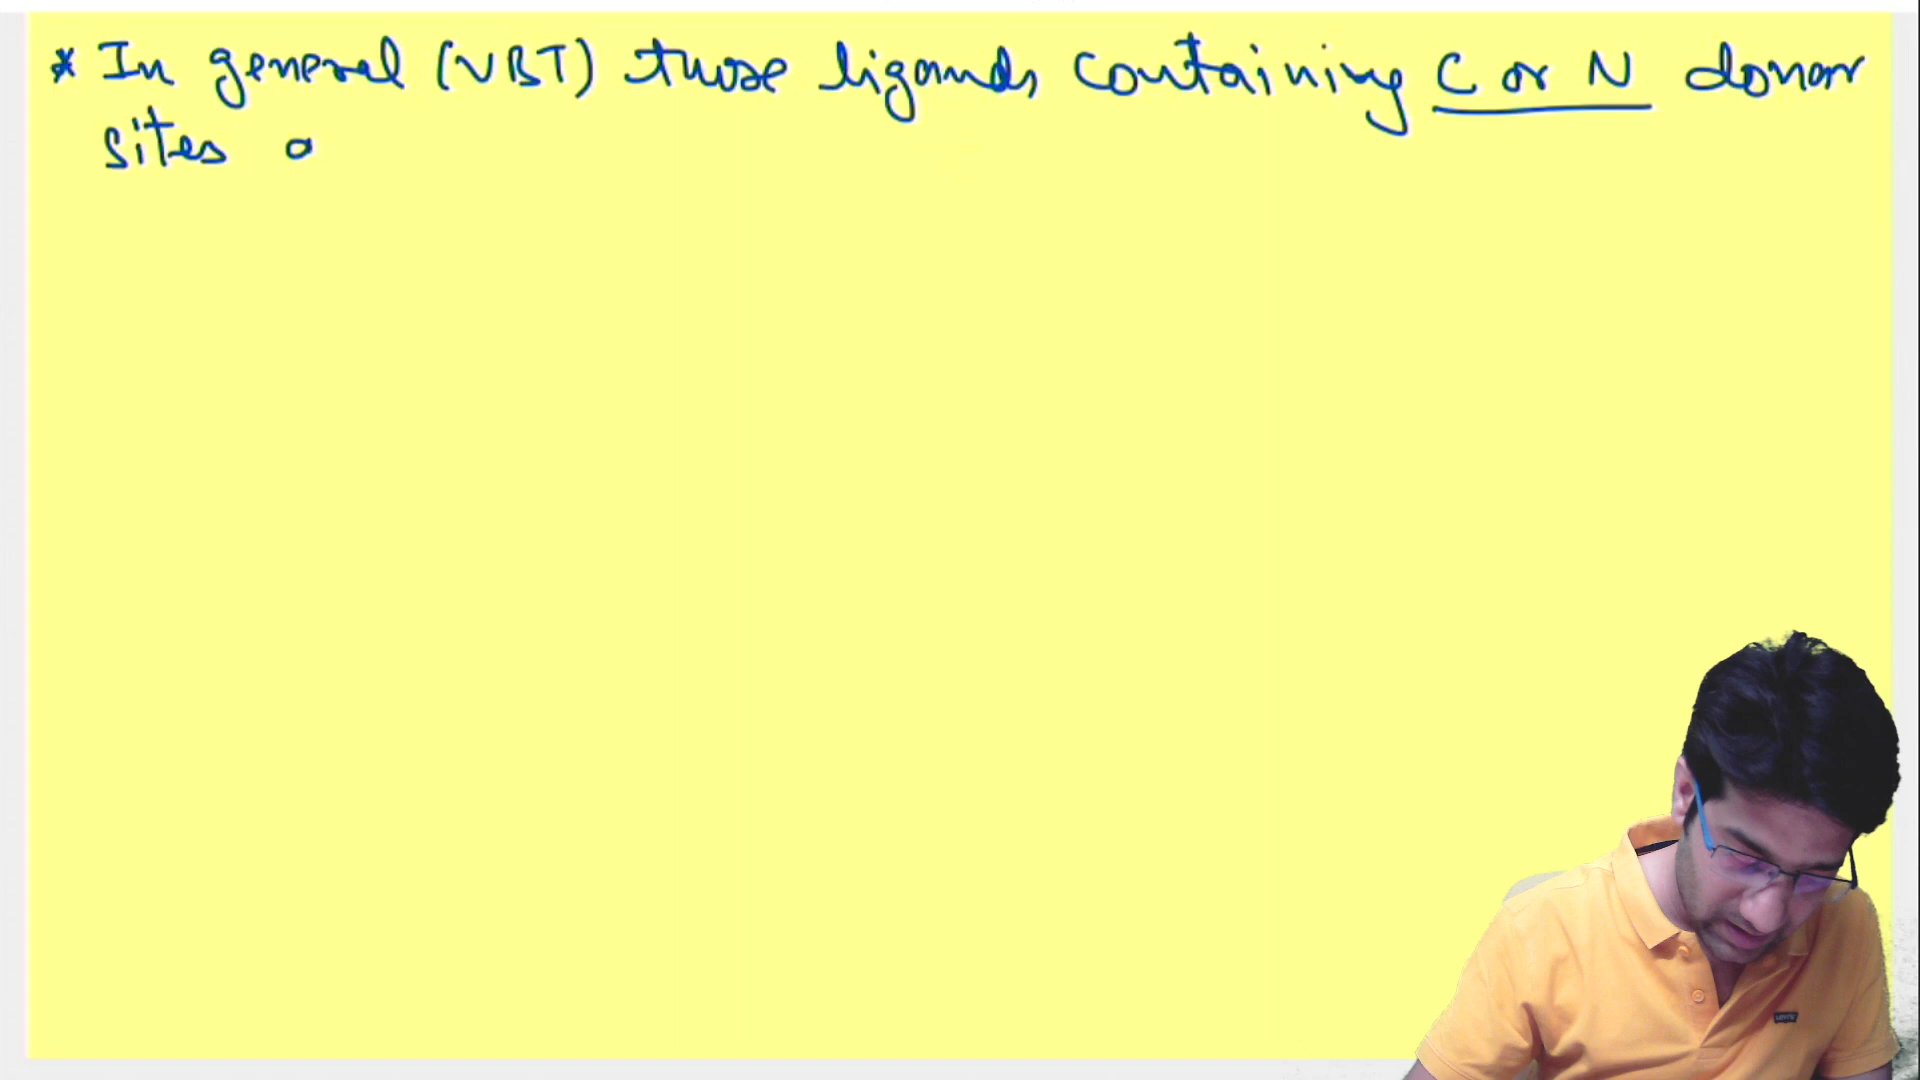 * In general (VBT) those ligands containing C or N donor
sites a